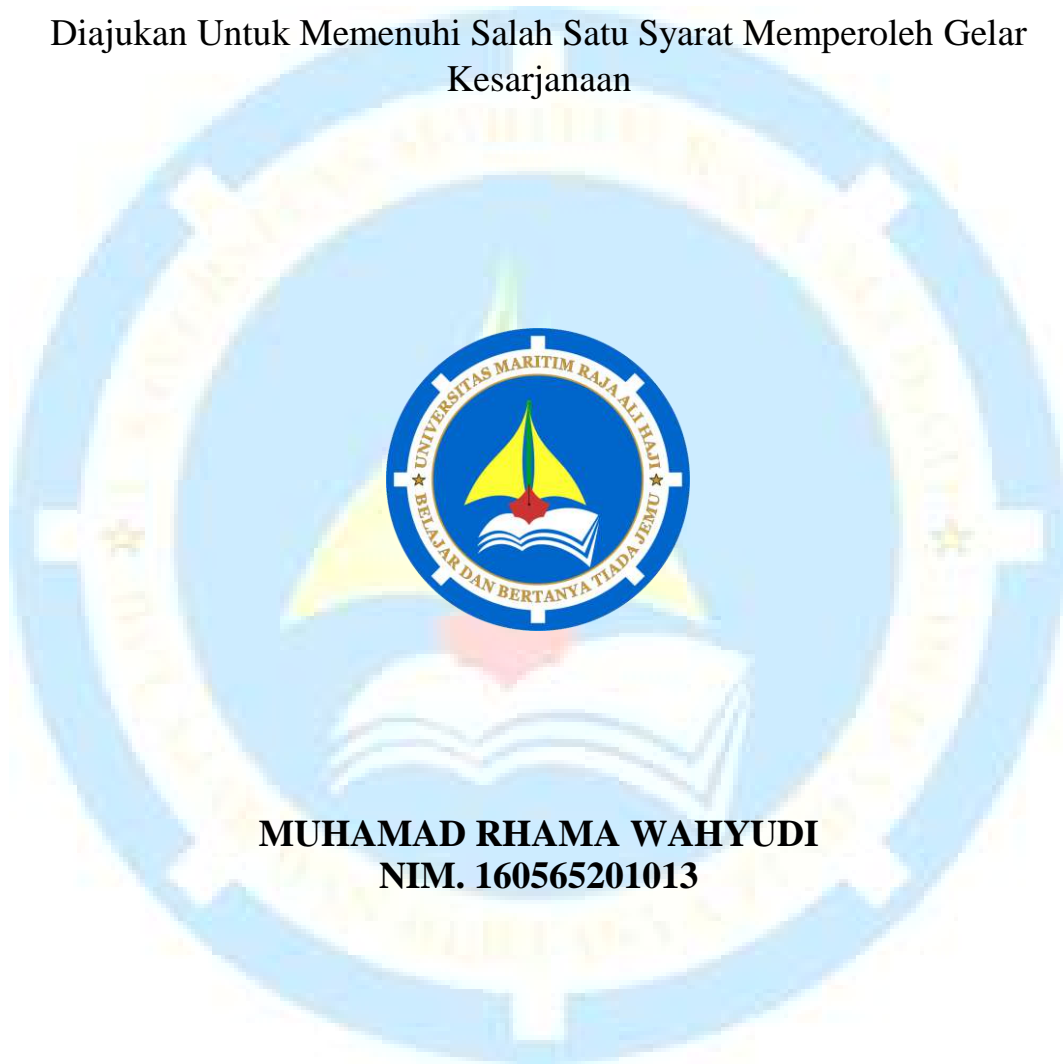 Diajukan Untuk Memenuhi Salah Satu Syarat Memperoleh Gelar
Kesarjanaan
UNIVERSITAS MARITIM RAJA ALI HAJI
BELAJAR DAN BERTANYA TIADA JEMU
MUHAMAD RHAMA WAHYUDI
NIM. 160565201013